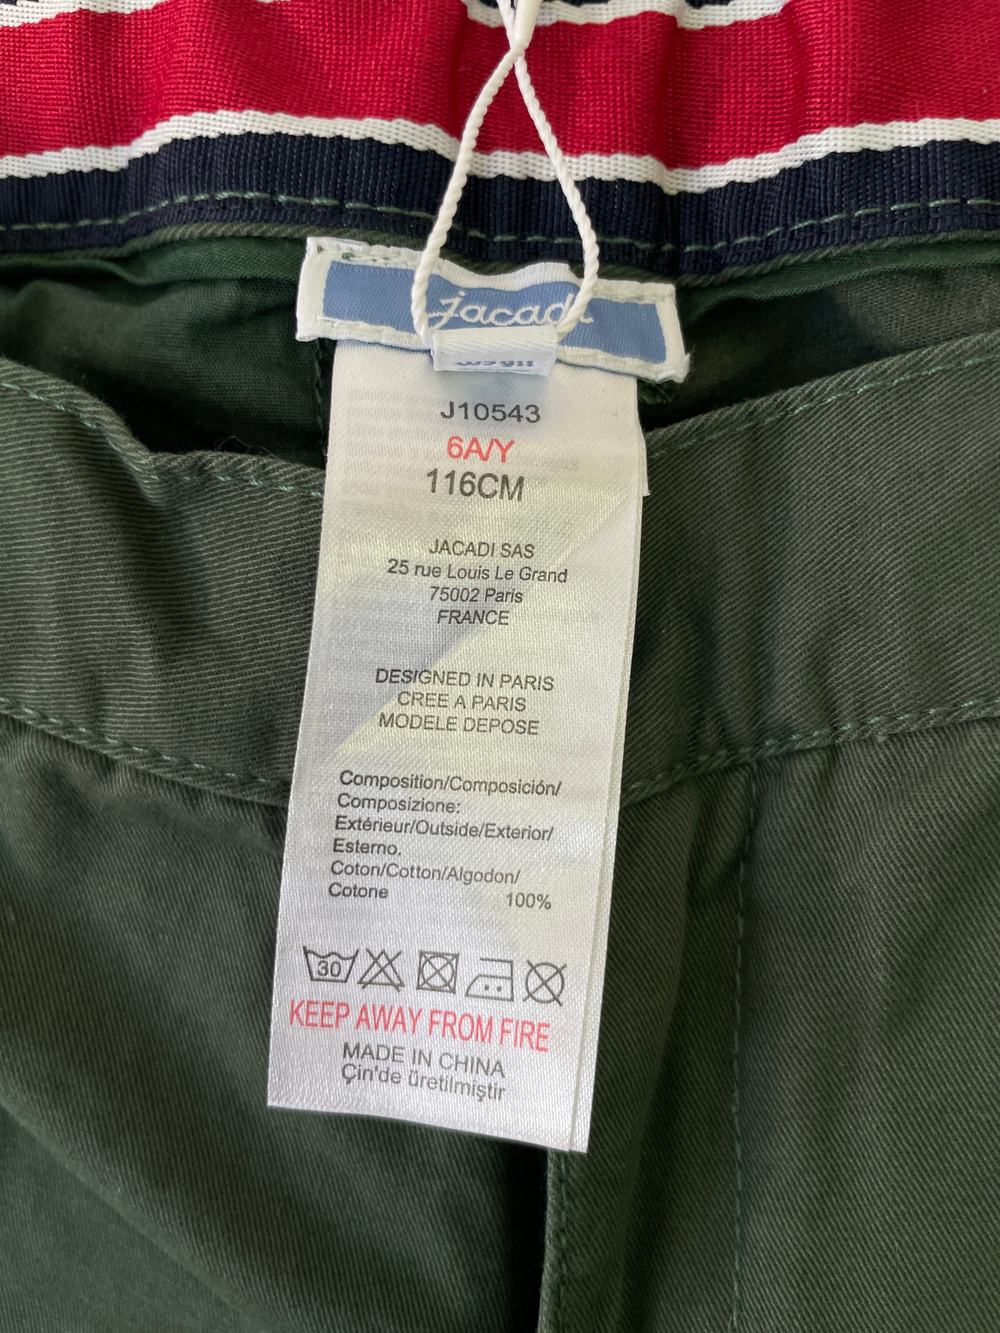 jacadi
J10543
6A/Y
116CM
JACADI SAS
25 rue Louis Le Grand
75002 Paris
FRANCE
DESIGNED IN PARIS
CREE A PARIS
MODELE DEPOSE
Composition/Composición/
Composizione:
Extérieur/Outside/Exterior/
Esterno.
Coton/Cotton/Algodon/
Cotone 100%
30
KEEP AWAY FROM FIRE
MADE IN CHINA
Çin'de üretilmiştir